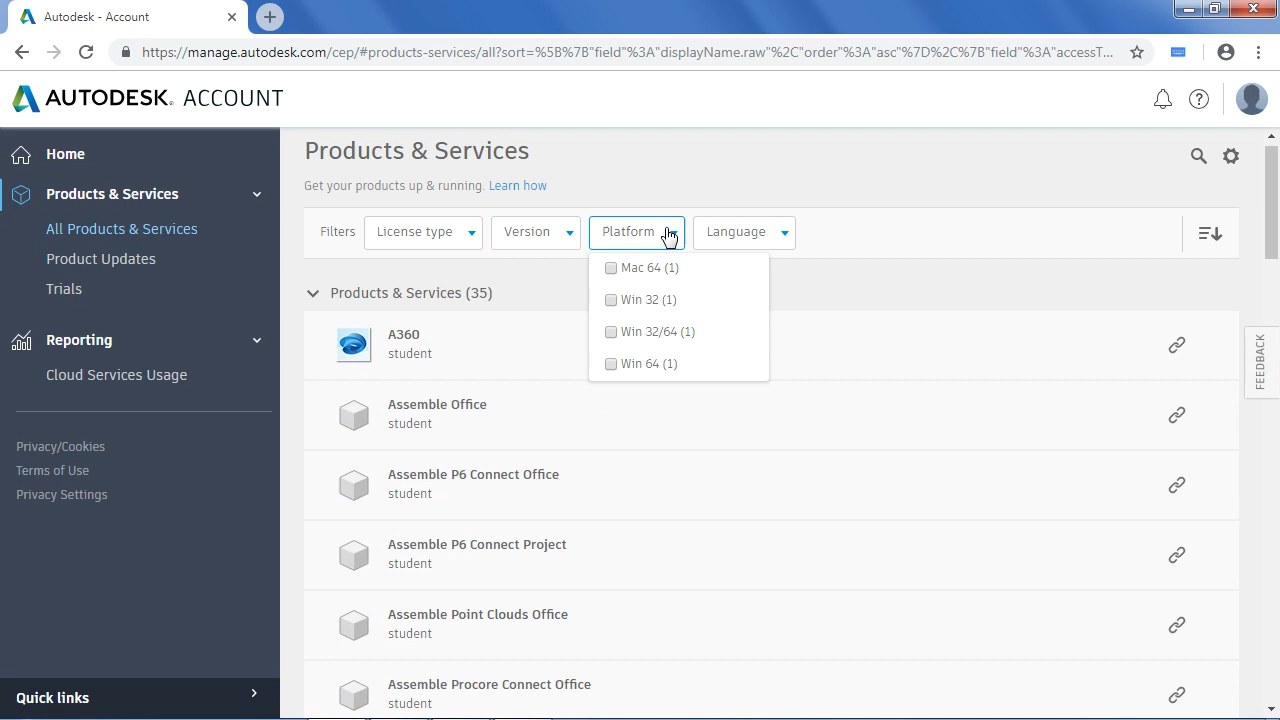 Autodesk - Account
https://manage.autodesk.com/cep/#products-services/all?sort=%5B%7B"field"%3A"displayName.raw"%2C"order"%3A"asc"%7D%2C%7B"field"%3A"accessT...
AUTODESK. ACCOUNT
Home
Products & Services
All Products & Services
Product Updates
Trials
Reporting
Cloud Services Usage
Privacy/Cookies
Terms of Use
Privacy Settings
Quick links
Products & Services
Get your products up & running. Learn how
Filters License type Version Platform Language
Mac 64 (1)
Win 32 (1)
Win 32/64 (1)
Win 64 (1)
Products & Services (35)
A360
student
Assemble Office
student
Assemble P6 Connect Office
student
Assemble P6 Connect Project
student
Assemble Point Clouds Office
student
Assemble Procore Connect Office
student
FEEDBACK